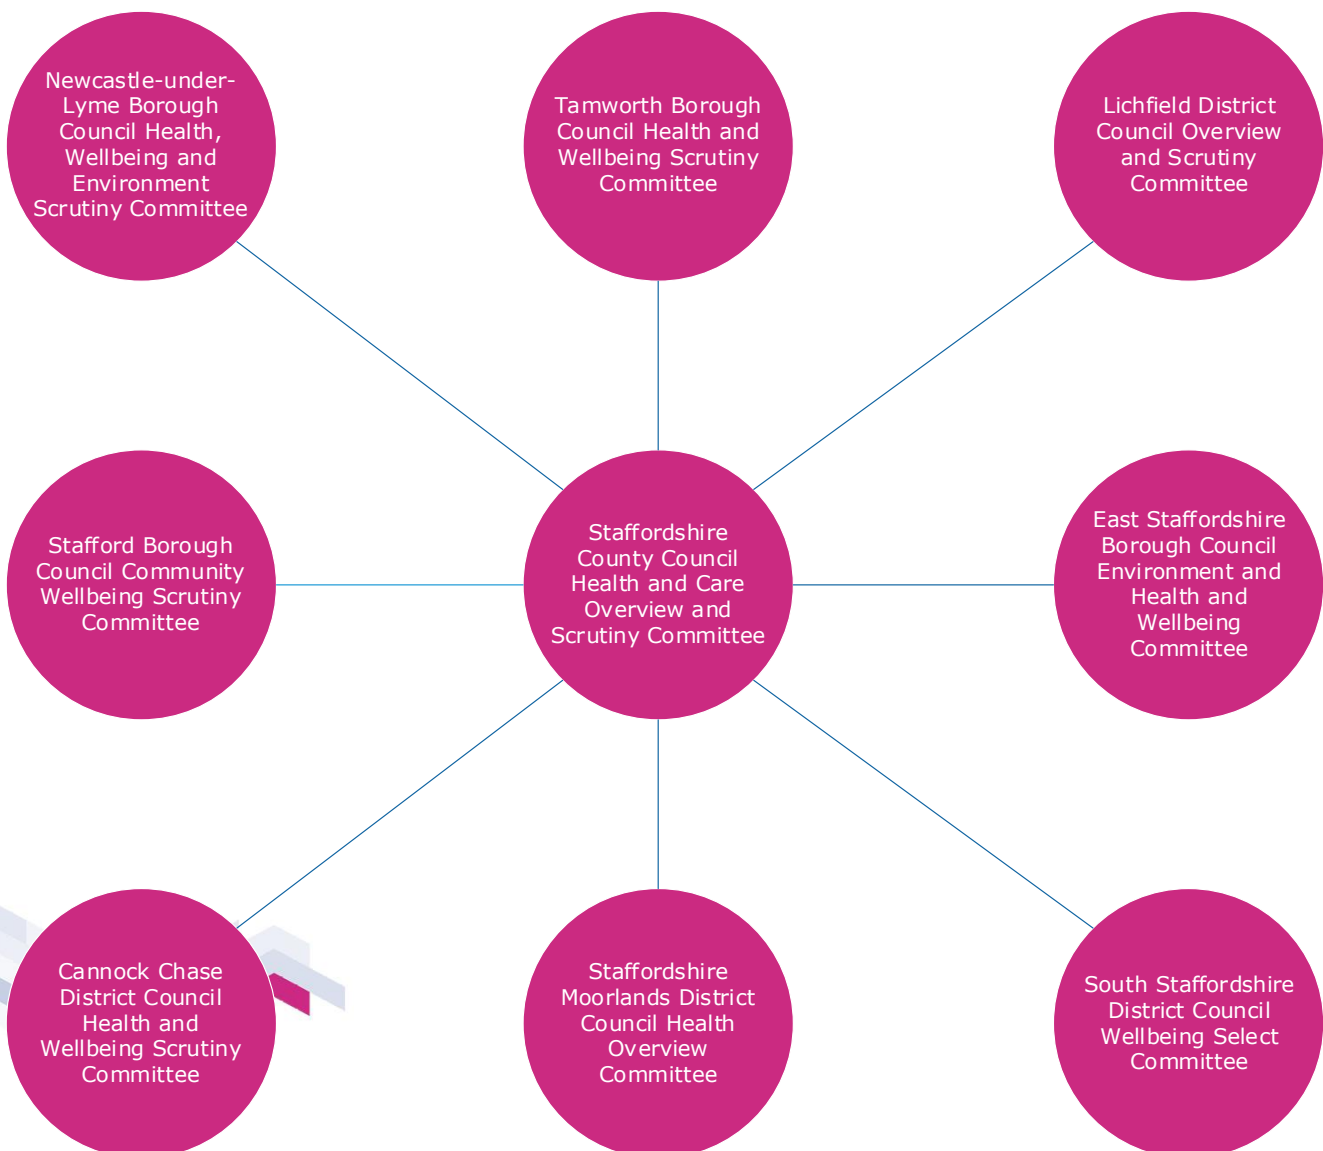 Newcastle-under-
Lyme Borough
Council Health,
Wellbeing and
Environment
Scrutiny Committee
Tamworth Borough
Council Health and
Wellbeing Scrutiny
Committee
Lichfield District
Council Overview
and Scrutiny
Committee
Stafford Borough
Council Community
Wellbeing Scrutiny
Committee
Staffordshire
County Council
Health and Care
Overview and
Scrutiny Committee
East Staffordshire
Borough Council
Environment and
Health and
Wellbeing
Committee
Cannock Chase
District Council
Health and
Wellbeing Scrutiny
Committee
Staffordshire
Moorlands District
Council Health
Overview
Committee
South Staffordshire
District Council
Wellbeing Select
Committee